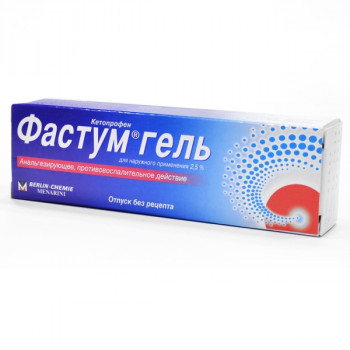 Кетопрофен
Фастум® гель
для наружного применения 2,5 %
Анальгезирующее, противовоспалительное действие
BERLIN-CHEMIE
MENARINI
Отпуск без рецепта